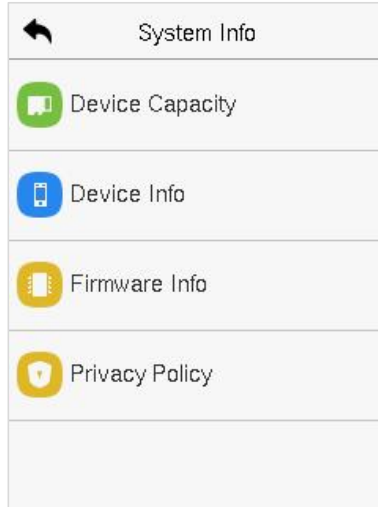 System Info
Device Capacity
Device Info
Firmware Info
Privacy Policy